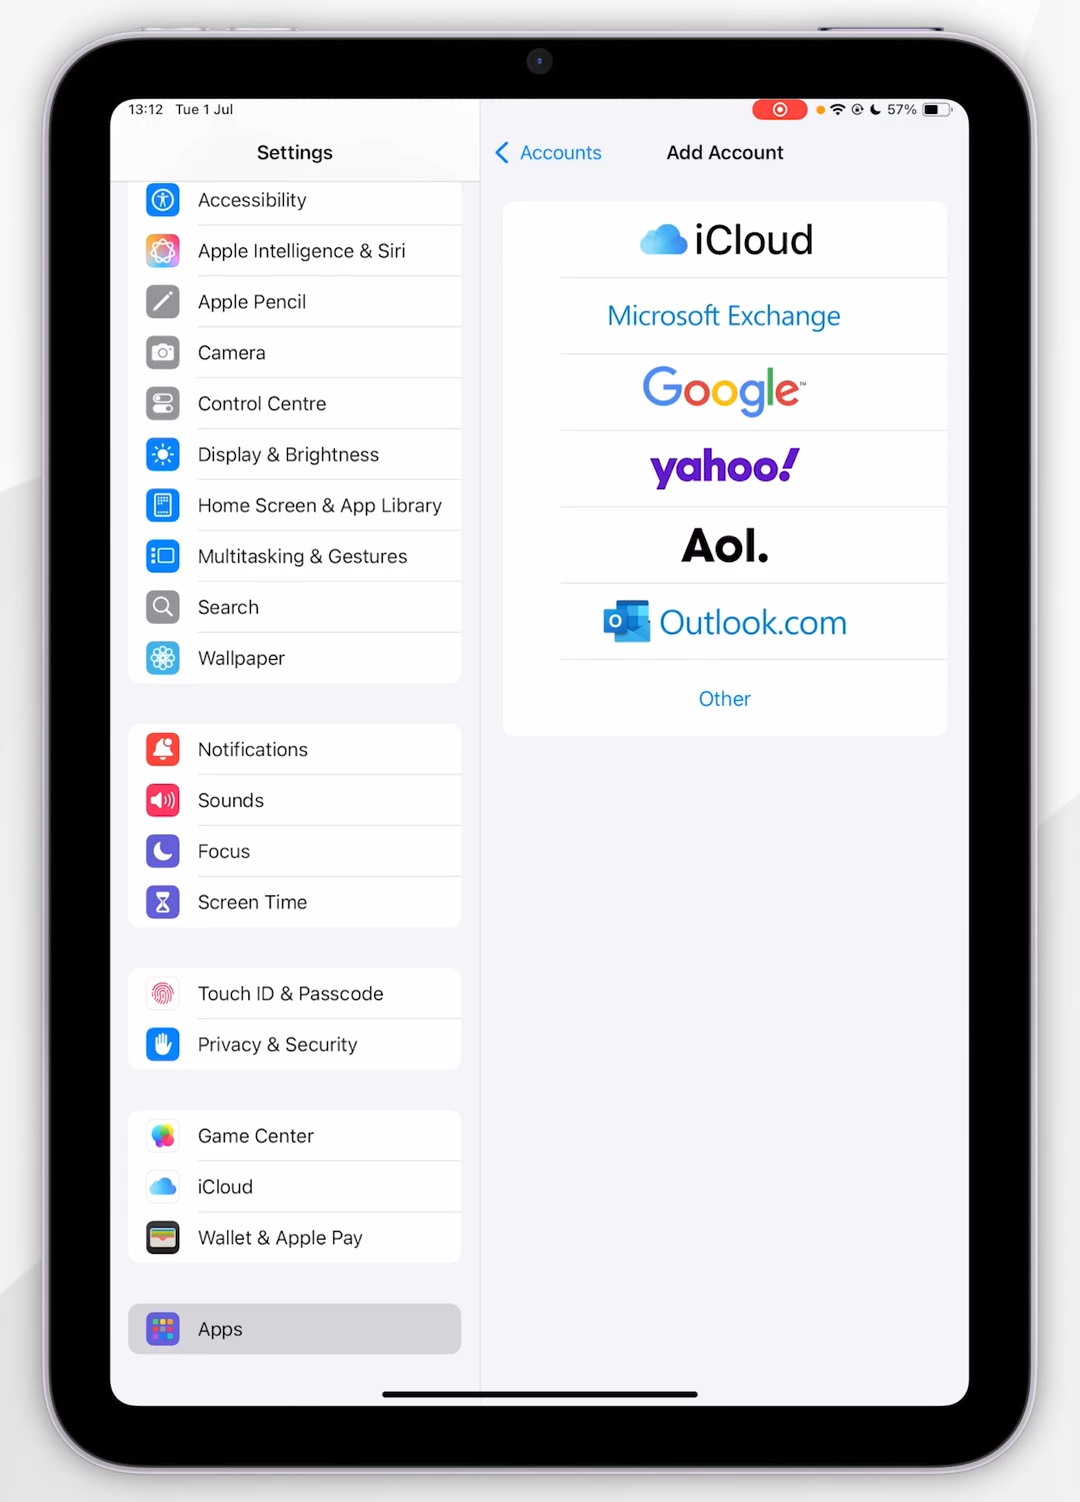 13:12 Tue 1 Jul
57%
Settings
Accessibility
Apple Intelligence & Siri
Apple Pencil
Camera
Control Centre
Display & Brightness
Home Screen & App Library
Multitasking & Gestures
Search
Wallpaper
Notifications
Sounds
Focus
Screen Time
Touch ID & Passcode
Privacy & Security
Game Center
iCloud
Wallet & Apple Pay
Apps
Accounts
Add Account
iCloud
Microsoft Exchange
Google™
yahoo!
Aol.
Outlook.com
Other